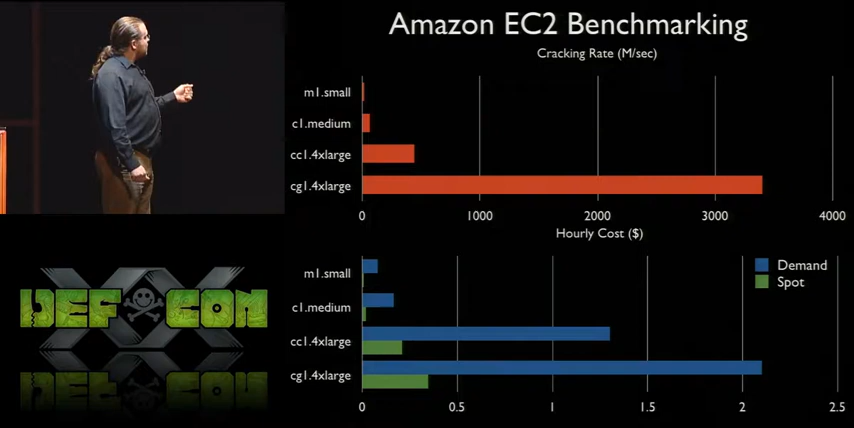 Amazon EC2 Benchmarking
Cracking Rate (M/sec)
m1.small
c1.medium
cc1.4xlarge
cg1.4xlarge
0 1000 2000 3000 4000
Hourly Cost ($)
Demand
Spot
m1.small
c1.medium
cc1.4xlarge
cg1.4xlarge
0 0.5 1 1.5 2 2.5
XX
DEF CON